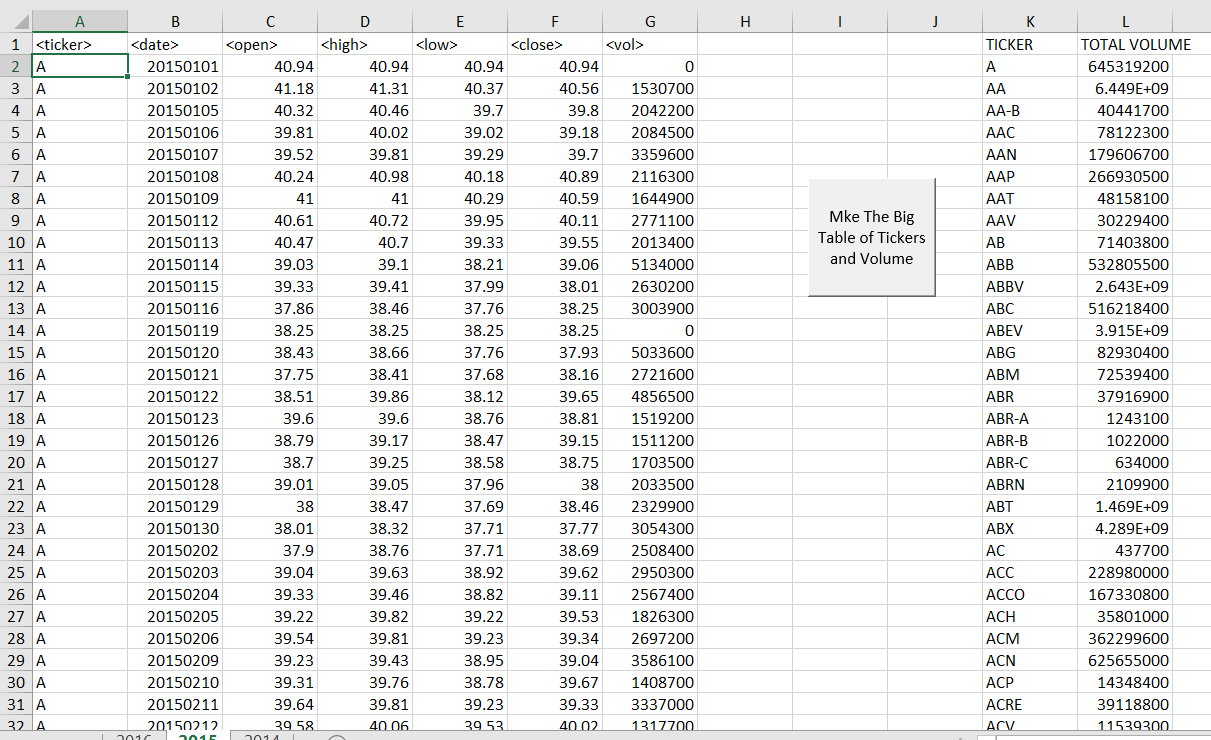 A B C D E F G H I J K L
1 <ticker> <date> <open> <high> <low> <close> <vol> TICKER TOTAL VOLUME
2 A 20150101 40.94 40.94 40.94 40.94 0 A 645319200
3 A 20150102 41.18 41.31 40.37 40.56 1530700 AA 6.449E+09
4 A 20150105 40.32 40.46 39.7 39.8 2042200 AA-B 40441700
5 A 20150106 39.81 40.02 39.02 39.18 2084500 AAC 78122300
6 A 20150107 39.52 39.81 39.29 39.7 3359600 AAN 179606700
7 A 20150108 40.24 40.98 40.18 40.89 2116300 AAP 266930500
8 A 20150109 41 41 40.29 40.59 1644900 AAT 48158100
9 A 20150112 40.61 40.72 39.95 40.11 2771100 Mke The Big AAV 30229400
10 A 20150113 40.47 40.7 39.33 39.55 2013400 Table of Tickers AB 71403800
11 A 20150114 39.03 39.1 38.21 39.06 5134000 and Volume ABB 532805500
12 A 20150115 39.33 39.41 37.99 38.01 2630200 ABBV 2.643E+09
13 A 20150116 37.86 38.46 37.76 38.25 3003900 ABC 516218400
14 A 20150119 38.25 38.25 38.25 38.25 0 ABEV 3.915E+09
15 A 20150120 38.43 38.66 37.76 37.93 5033600 ABG 82930400
16 A 20150121 37.75 38.41 37.68 38.16 2721600 ABM 72539400
17 A 20150122 38.51 39.86 38.12 39.65 4856500 ABR 37916900
18 A 20150123 39.6 39.6 38.76 38.81 1519200 ABR-A 1243100
19 A 20150126 38.79 39.17 38.47 39.15 1511200 ABR-B 1022000
20 A 20150127 38.7 39.25 38.58 38.75 1703500 ABR-C 634000
21 A 20150128 39.01 39.05 37.96 38 2033500 ABRN 2109900
22 A 20150129 38 38.47 37.69 38.46 2329900 ABT 1.469E+09
23 A 20150130 38.01 38.32 37.71 37.77 3054300 ABX 4.289E+09
24 A 20150202 37.9 38.76 37.71 38.69 2508400 AC 437700
25 A 20150203 39.04 39.63 38.92 39.62 2950300 ACC 228980000
26 A 20150204 39.33 39.46 38.82 39.11 2567400 ACCO 167330800
27 A 20150205 39.22 39.82 39.22 39.53 1826300 ACH 35801000
28 A 20150206 39.54 39.81 39.23 39.34 2697200 ACM 362299600
29 A 20150209 39.23 39.43 38.95 39.04 3586100 ACN 625655000
30 A 20150210 39.31 39.76 38.78 39.67 1408700 ACP 14348400
31 A 20150211 39.64 39.81 39.23 39.33 3337000 ACRE 39118800
32 A 20150212 39.58 40.06 39.53 40.02 1317700 ACV 11539300
2016 2015 2014